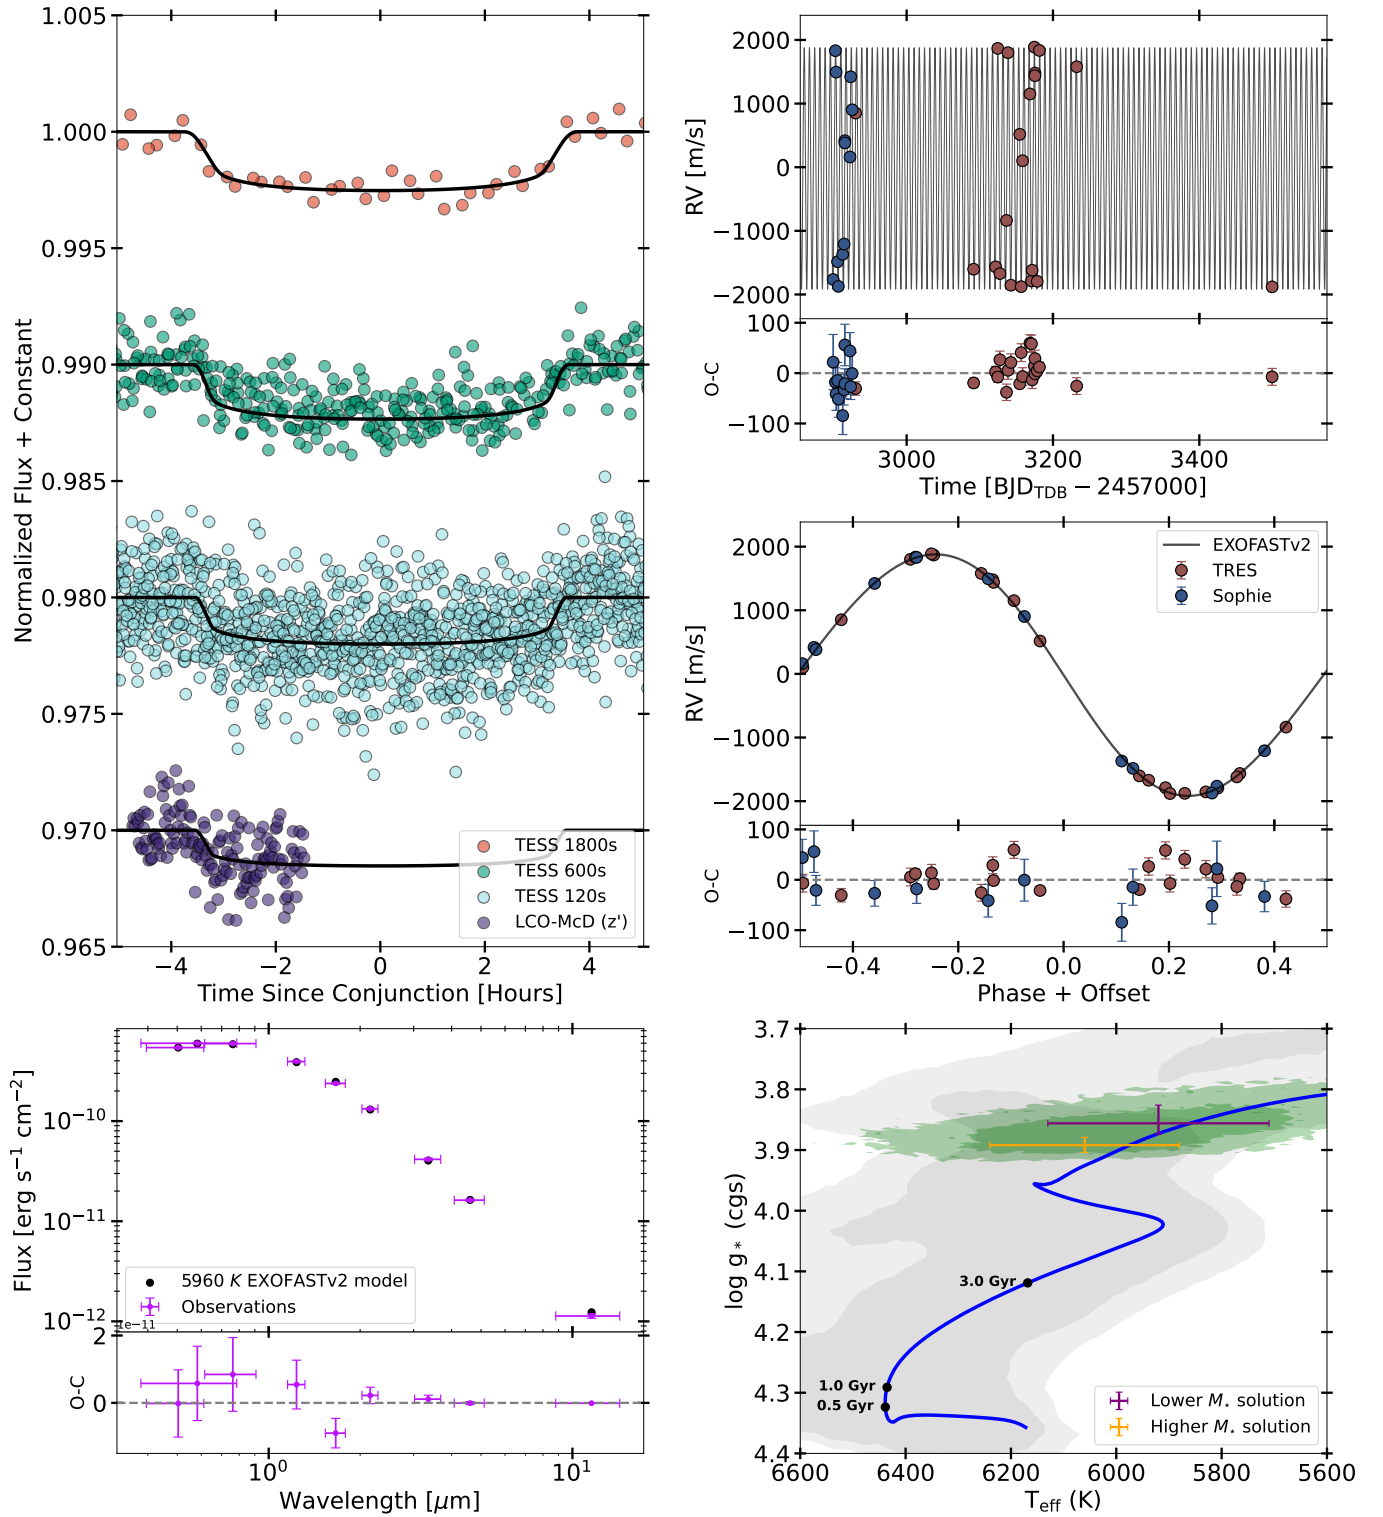 1.005
1.000
0.995
0.990
0.985
0.980
0.975
0.970
0.965
Normalized Flux + Constant
TESS 1800s
TESS 600s
TESS 120s
LCO-McD (z')
−4 −2 0 2 4
Time Since Conjunction [Hours]
2000
1000
0
−1000
−2000
RV [m/s]
100
0
−100
O-C
3000 3200 3400
Time [BJD_TDB − 2457000]
2000
1000
0
−1000
−2000
RV [m/s]
EXOFASTv2
TRES
Sophie
100
0
−100
O-C
−0.4 −0.2 0.0 0.2 0.4
Phase + Offset
10⁻¹⁰
10⁻¹¹
10⁻¹²
Flux [erg s⁻¹ cm⁻²]
5960 K EXOFASTv2 model
Observations
1e−11
2
0
O-C
10⁰ 10¹
Wavelength [μm]
3.7
3.8
3.9
4.0
4.1
4.2
4.3
4.4
log g⋆ (cgs)
3.0 Gyr
1.0 Gyr
0.5 Gyr
Lower M⋆ solution
Higher M⋆ solution
6600 6400 6200 6000 5800 5600
T_eff (K)